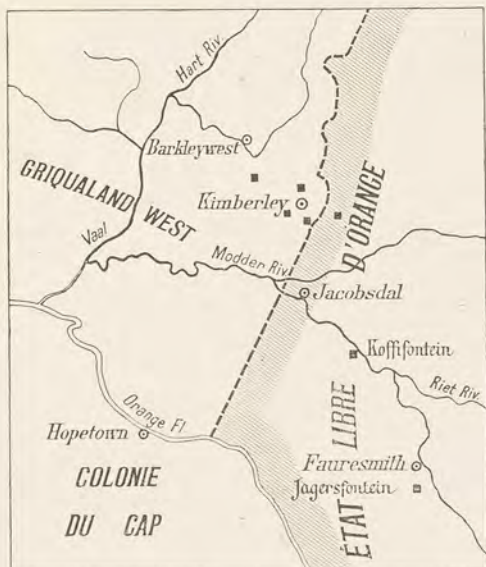 Hart Riv.
Barkleywest
GRIQUALAND WEST
Kimberley
Vaal
D'ORANGE
Modder Riv.
Jacobsdal
Koffifontein
Riet Riv.
Orange Fl.
LIBRE
Hopetown
Fauresmith
COLONIE
Jagersfontein
ÉTAT
DU CAP